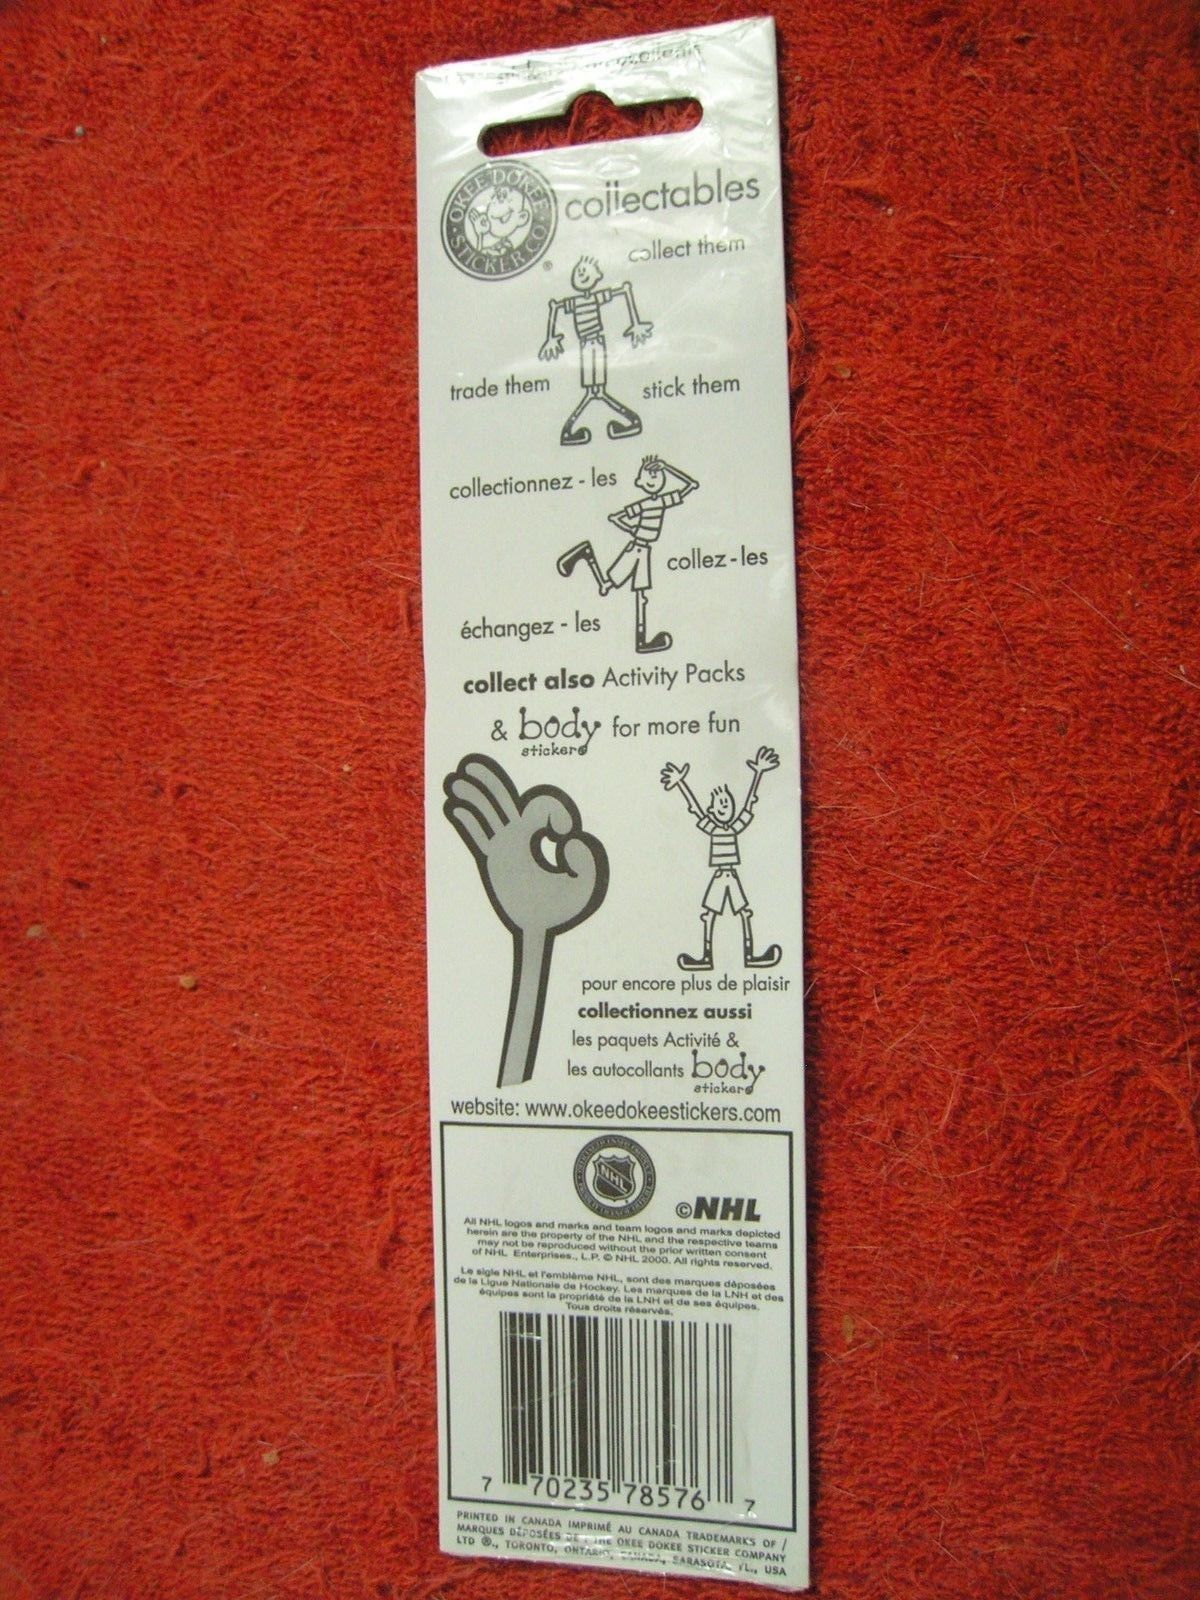 OKEE DOKEE
STICKER CO.
®
collectables
collect them
trade them
stick them
collectionnez - les
collez - les
échangez - les
collect also Activity Packs
& body for more fun
stickers
pour encore plus de plaisir
collectionnez aussi
les paquets Activité &
les autocollants body
stickers
website: www.okeedokeestickers.com
NHL
©NHL
All NHL logos and marks and team logos and marks depicted
herein are the property of the NHL and the respective teams
may not be reproduced without the prior written consent
of NHL Enterprises., L.P. © NHL 2000. All rights reserved.
Le sigle NHL et l'emblème NHL, sont des marques déposées
de la Ligue Nationale de Hockey. Les marques de la LNH et des
équipes sont la propriété de la LNH et de ses équipes.
Tous droits réservés.
7 70235 78576 7
PRINTED IN CANADA IMPRIMÉ AU CANADA TRADEMARKS OF /
MARQUES DÉPOSÉES DE : THE OKEE DOKEE STICKER COMPANY
LTD ®., TORONTO, ONTARIO, CANADA, SARASOTA, FL., USA